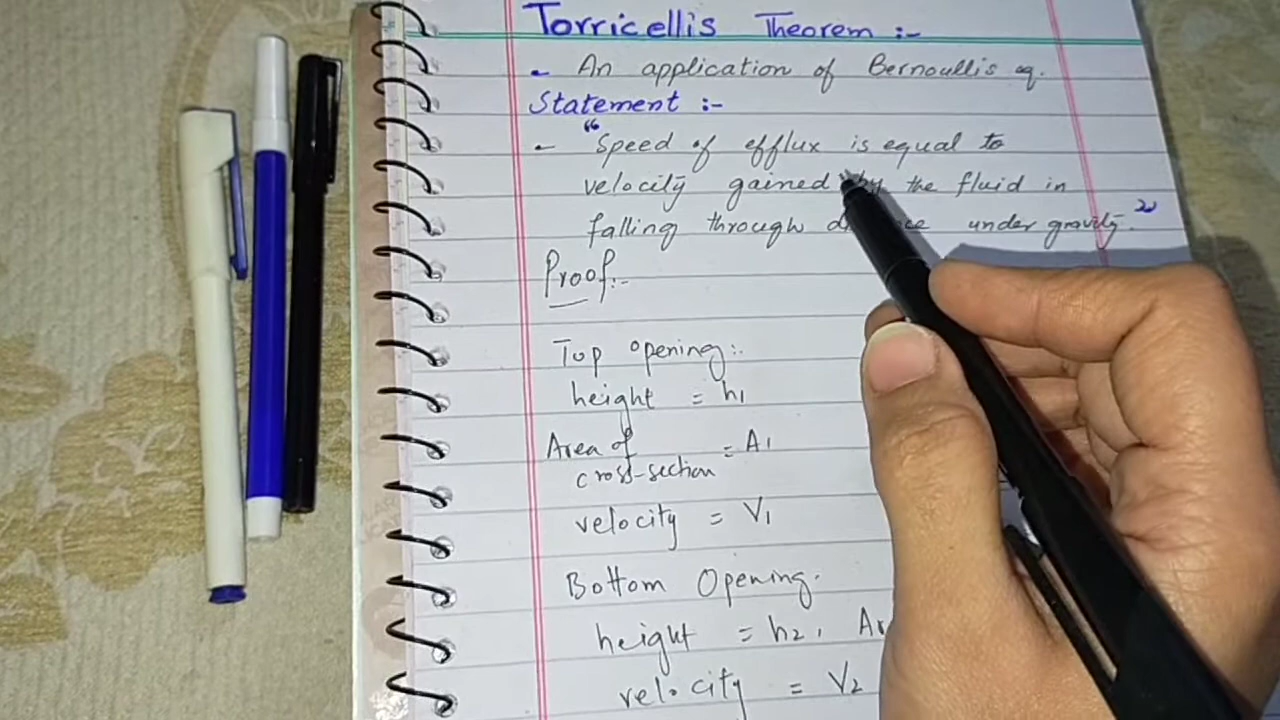 Torricellis Theorem :-
- An application of Bernoullis eq.
Statement :-
- "Speed of efflux is equal to
velocity gained by the fluid in
falling through under gravity."
Proof:-
Top opening:.
height = h1
Area of
cross-section = A1
velocity = V1
Bottom Opening.
height = h2,
velocity = V2